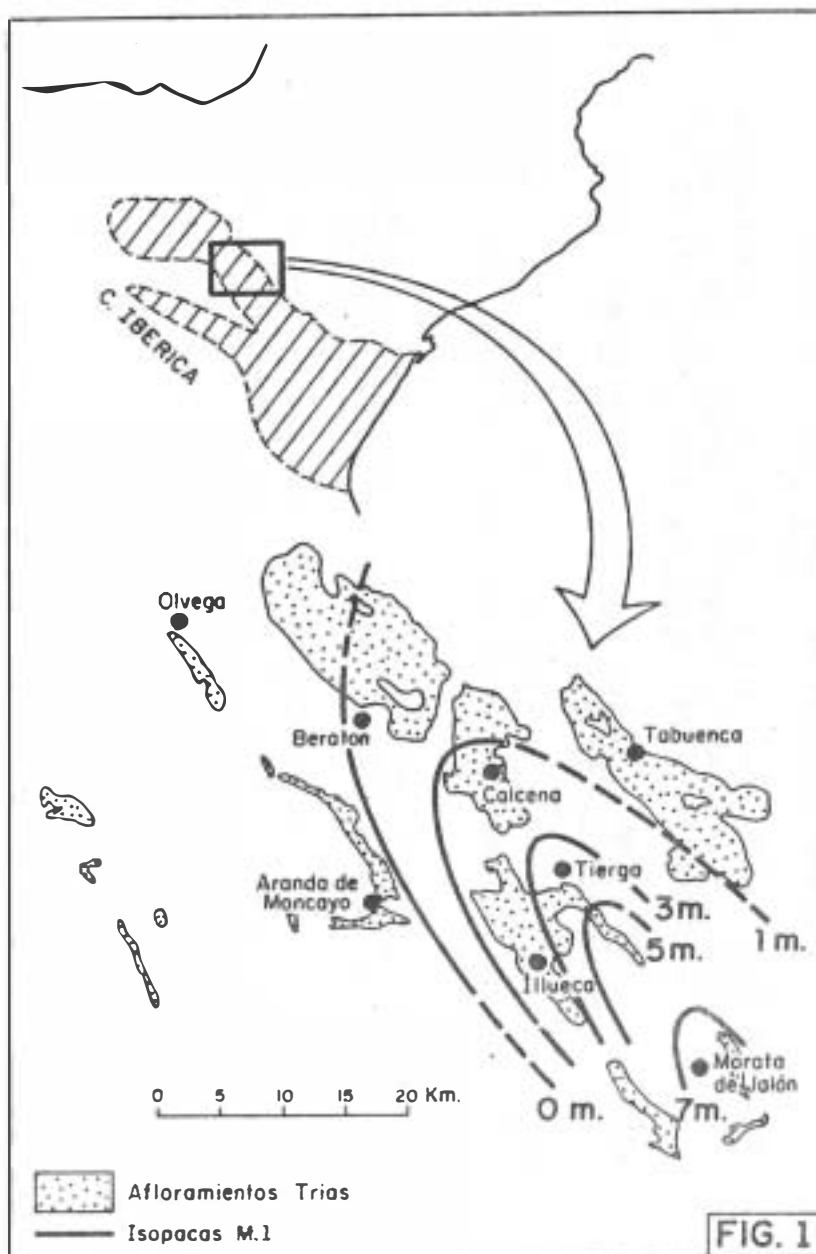 C. IBERICA
Olvega
Beraton
Tabuenca
Calcena
Aranda de
Moncayo
Tierga
3m.
5m.
1m.
Illueca
Morata
de Jalón
0 m.
7m.
0 5 10 15 20 Km.
Afloramientos Trias
Isopacas M.1
FIG. 1